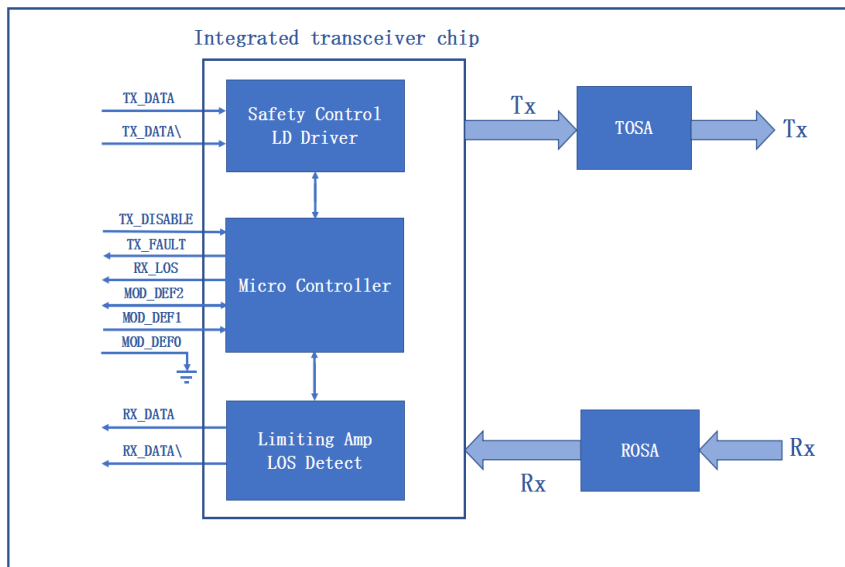 Integrated transceiver chip
TX_DATA
TX_DATA\
Safety Control
LD Driver
Tx
TOSA
Tx
TX_DISABLE
TX_FAULT
RX_LOS
MOD_DEF2
MOD_DEF1
MOD_DEF0
Micro Controller
RX_DATA
RX_DATA\
Limiting Amp
LOS Detect
Rx
ROSA
Rx